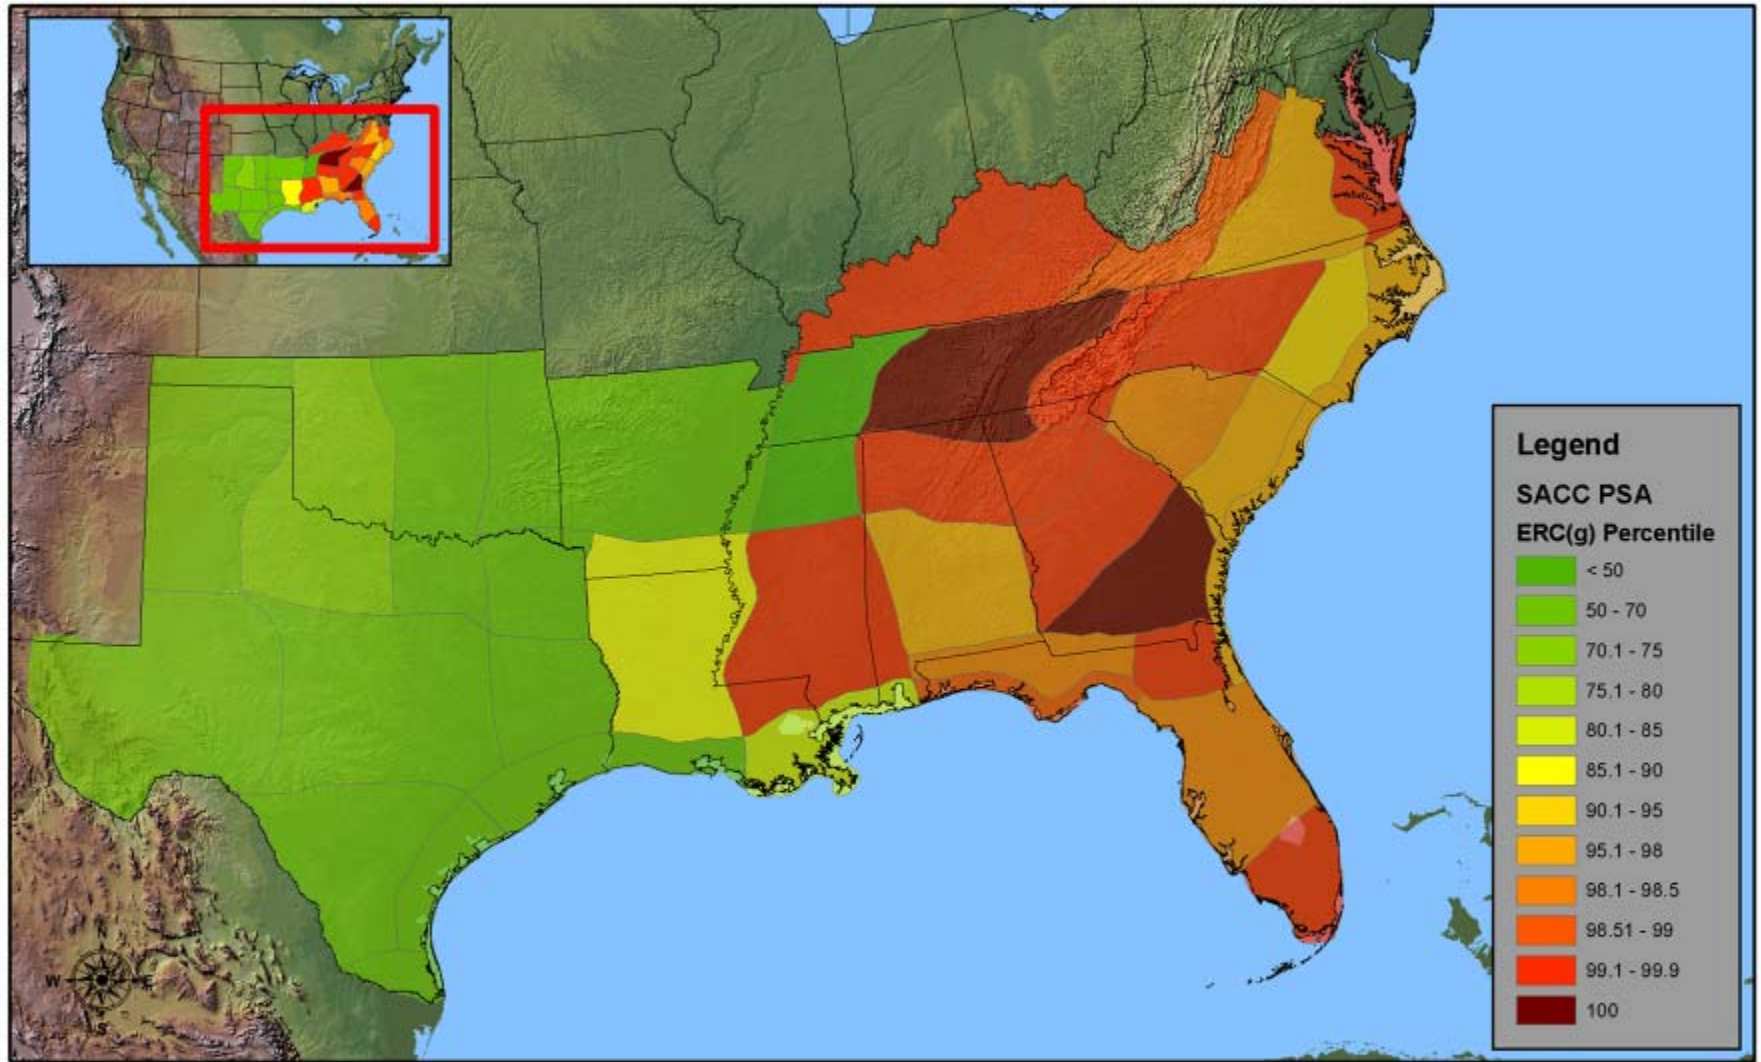 Legend
SACC PSA
ERC(g) Percentile
< 50
50 - 70
70.1 - 75
75.1 - 80
80.1 - 85
85.1 - 90
90.1 - 95
95.1 - 98
98.1 - 98.5
98.51 - 99
99.1 - 99.9
100
N
W E
S